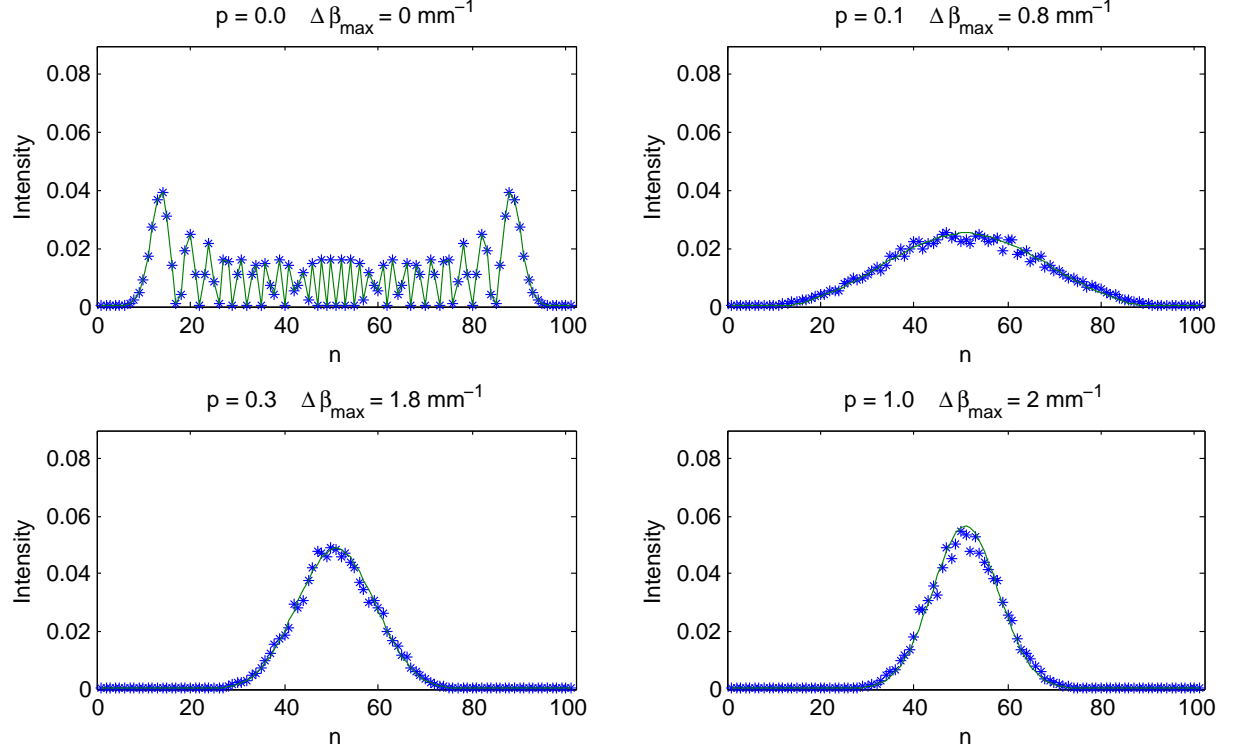 p = 0.0 Δβmax = 0 mm−1
0.08
0.06
0.04
0.02
0
Intensity
0 20 40 60 80 100
n
p = 0.1 Δβmax = 0.8 mm−1
0.08
0.06
0.04
0.02
0
Intensity
0 20 40 60 80 100
n
p = 0.3 Δβmax = 1.8 mm−1
0.08
0.06
0.04
0.02
0
Intensity
0 20 40 60 80 100
n
p = 1.0 Δβmax = 2 mm−1
0.08
0.06
0.04
0.02
0
Intensity
0 20 40 60 80 100
n